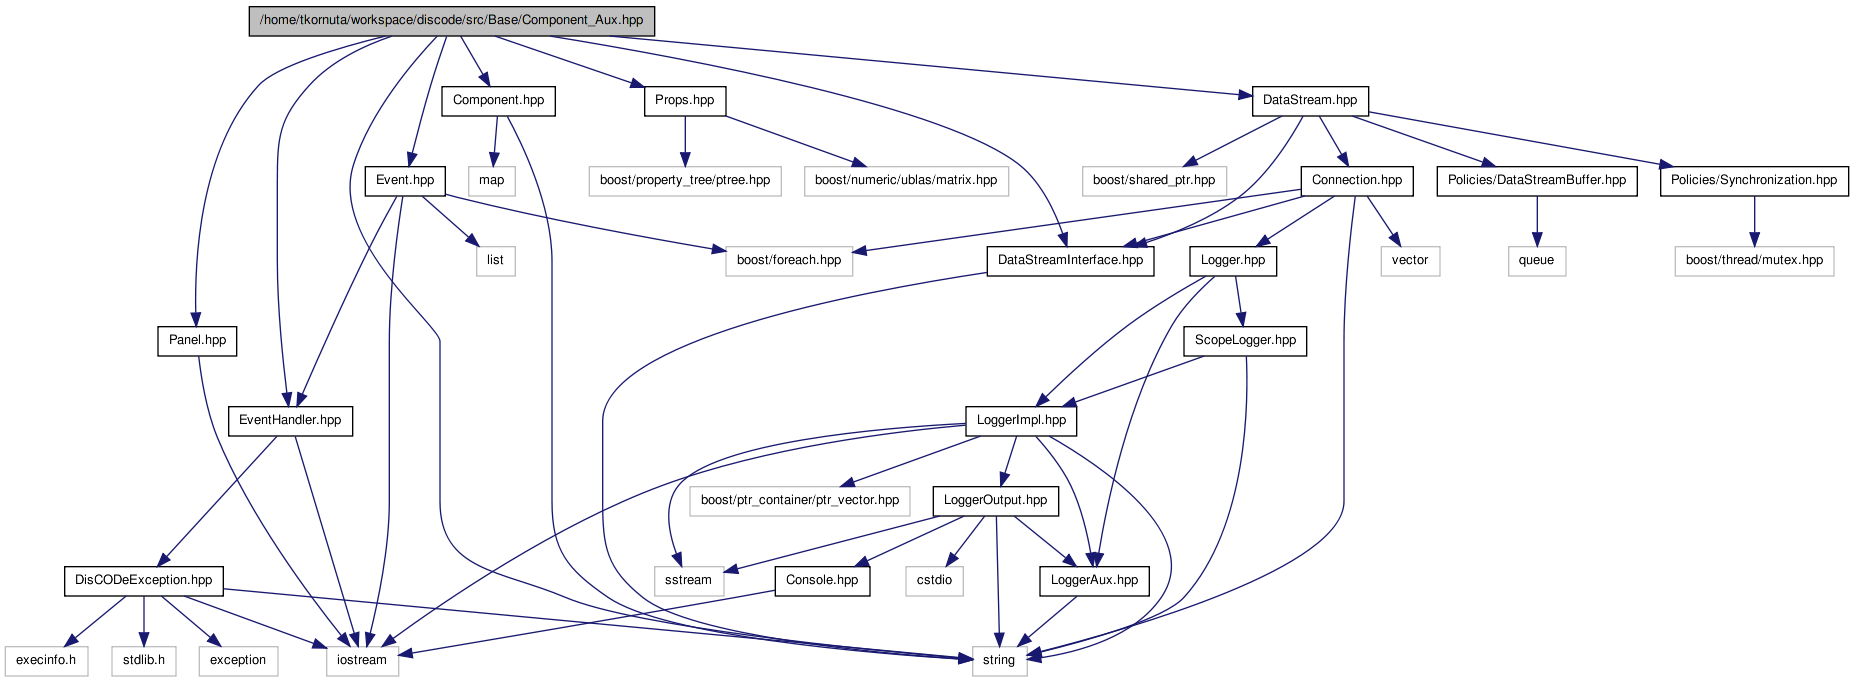 /home/tkornuta/workspace/discode/src/Base/Component_Aux.hpp
Component.hpp
Props.hpp
DataStream.hpp
Event.hpp
map
boost/property_tree/ptree.hpp
boost/numeric/ublas/matrix.hpp
boost/shared_ptr.hpp
Connection.hpp
Policies/DataStreamBuffer.hpp
Policies/Synchronization.hpp
list
boost/foreach.hpp
DataStreamInterface.hpp
Logger.hpp
vector
queue
boost/thread/mutex.hpp
Panel.hpp
ScopeLogger.hpp
EventHandler.hpp
LoggerImpl.hpp
boost/ptr_container/ptr_vector.hpp
LoggerOutput.hpp
DisCODeException.hpp
sstream
Console.hpp
cstdio
LoggerAux.hpp
execinfo.h
stdlib.h
exception
iostream
string